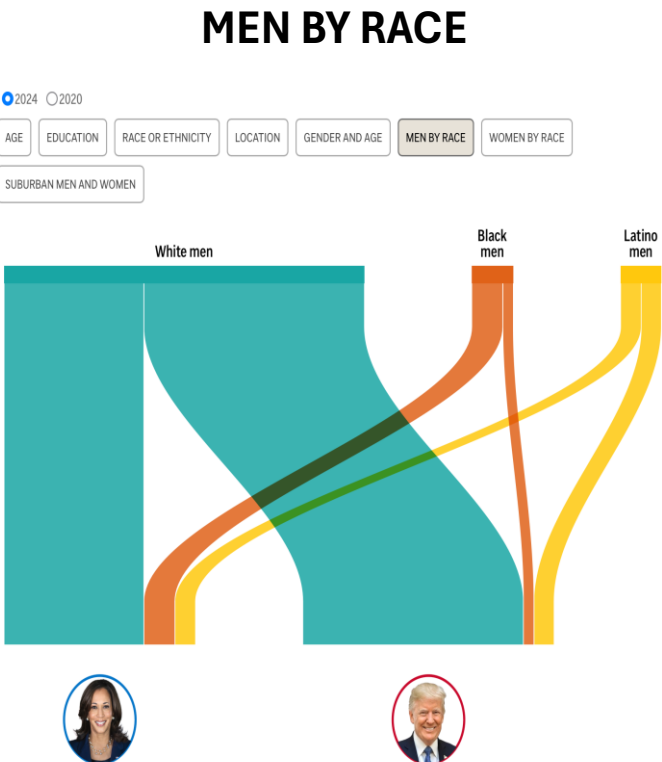 MEN BY RACE
2024 2020
AGE EDUCATION RACE OR ETHNICITY LOCATION GENDER AND AGE MEN BY RACE WOMEN BY RACE
SUBURBAN MEN AND WOMEN
White men
Black
men
Latino
men